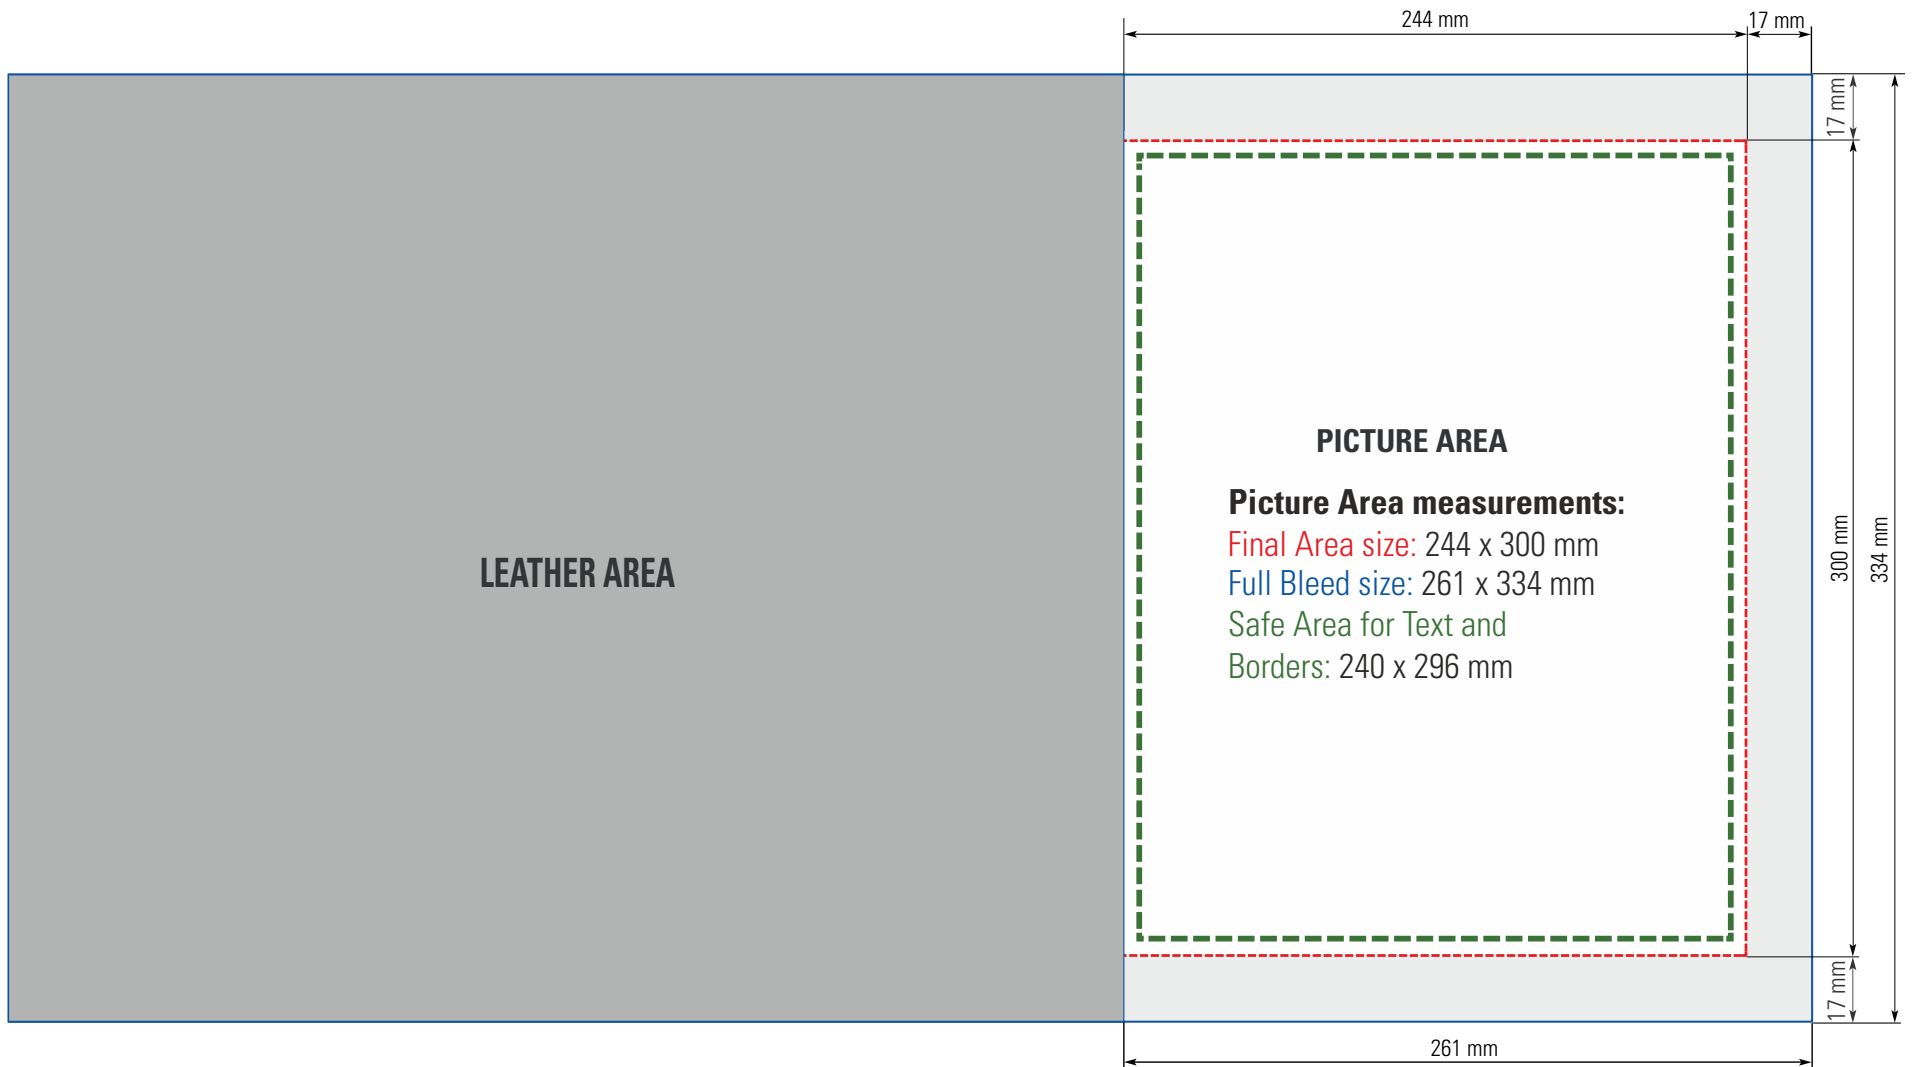 244 mm
17 mm
17 mm
LEATHER AREA
PICTURE AREA
Picture Area measurements:
Final Area size: 244 x 300 mm
Full Bleed size: 261 x 334 mm
Safe Area for Text and
Borders: 240 x 296 mm
300 mm
334 mm
17 mm
261 mm